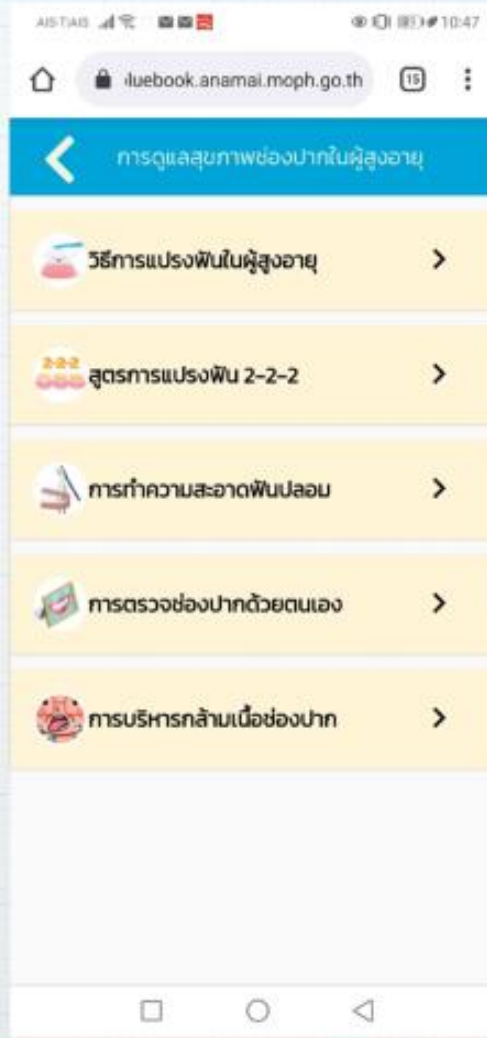 10:47
luebook.anamai.moph.go.th
15
การดูแลสุขภาพช่องปากในผู้สูงอายุ
วิธีการแปรงฟันในผู้สูงอายุ
2-2-2
สูตรการแปรงฟัน 2-2-2
การทำความสะอาดฟันปลอม
การตรวจช่องปากด้วยตนเอง
การบริหารกล้ามเนื้อช่องปาก